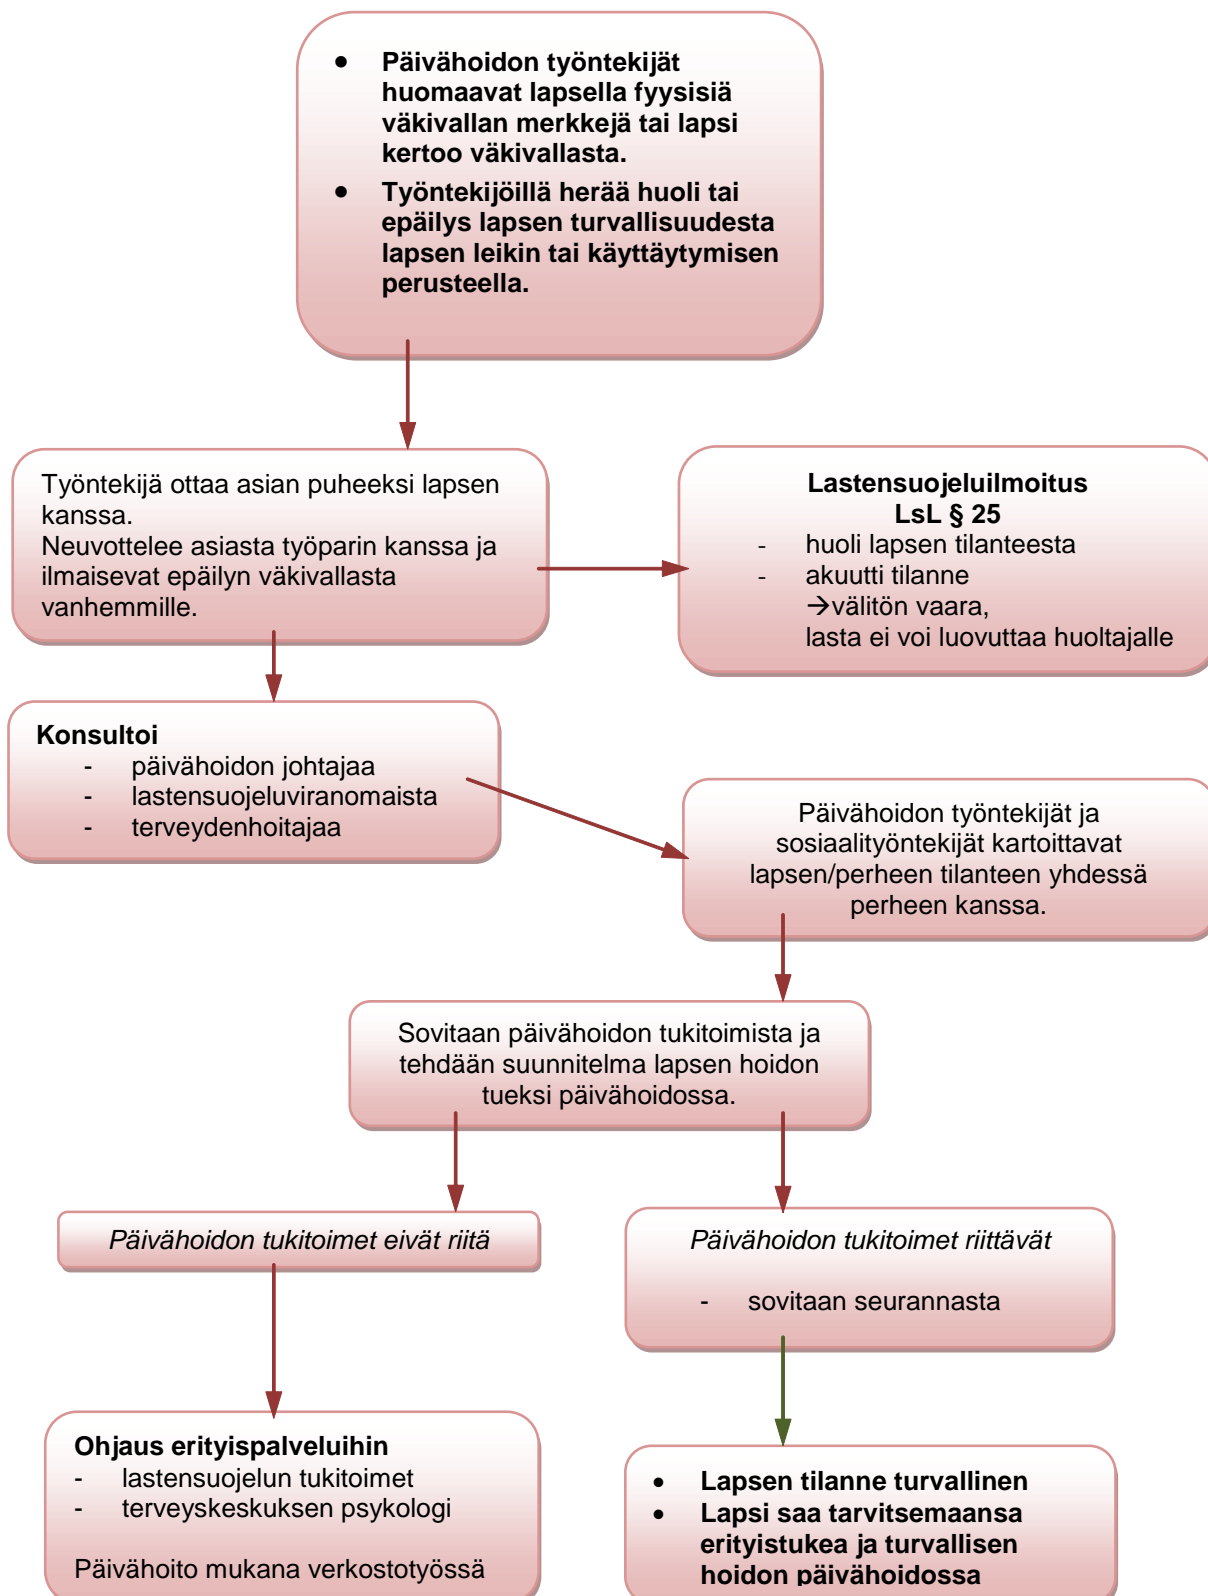 • Päivähoidon työntekijät
huomaavat lapsella fyysisiä
väkivallan merkkejä tai lapsi
kertoo väkivallasta.
• Työntekijöillä herää huoli tai
epäilys lapsen turvallisuudesta
lapsen leikin tai käyttäytymisen
perusteella.
Työntekijä ottaa asian puheeksi lapsen
kanssa.
Neuvottelee asiasta työparin kanssa ja
ilmaisevat epäilyn väkivallasta
vanhemmille.
Lastensuojeluilmoitus
LsL § 25
- huoli lapsen tilanteesta
- akuutti tilanne
→välitön vaara,
lasta ei voi luovuttaa huoltajalle
Konsultoi
- päivähoidon johtajaa
- lastensuojeluviranomaista
- terveydenhoitajaa
Päivähoidon työntekijät ja
sosiaalityöntekijät kartoittavat
lapsen/perheen tilanteen yhdessä
perheen kanssa.
Sovitaan päivähoidon tukitoimista ja
tehdään suunnitelma lapsen hoidon
tueksi päivähoidossa.
Päivähoidon tukitoimet eivät riitä
Päivähoidon tukitoimet riittävät
- sovitaan seurannasta
Ohjaus erityispalveluihin
- lastensuojelun tukitoimet
- terveyskeskuksen psykologi
Päivähoito mukana verkostotyössä
• Lapsen tilanne turvallinen
• Lapsi saa tarvitsemaansa
erityistukea ja turvallisen
hoidon päivähoidossa